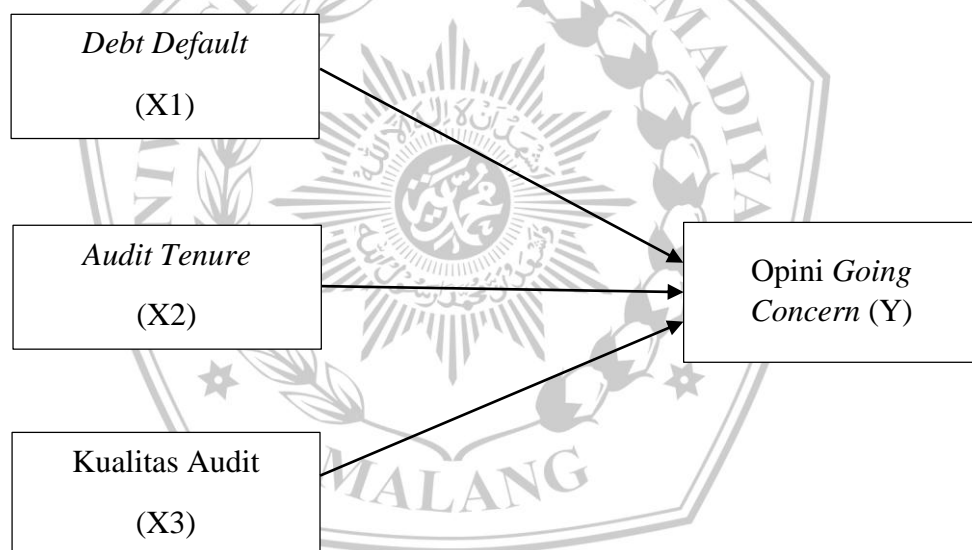 Debt Default
(X1)
Audit Tenure
(X2)
Kualitas Audit
(X3)
Opini Going
Concern (Y)
MALANG